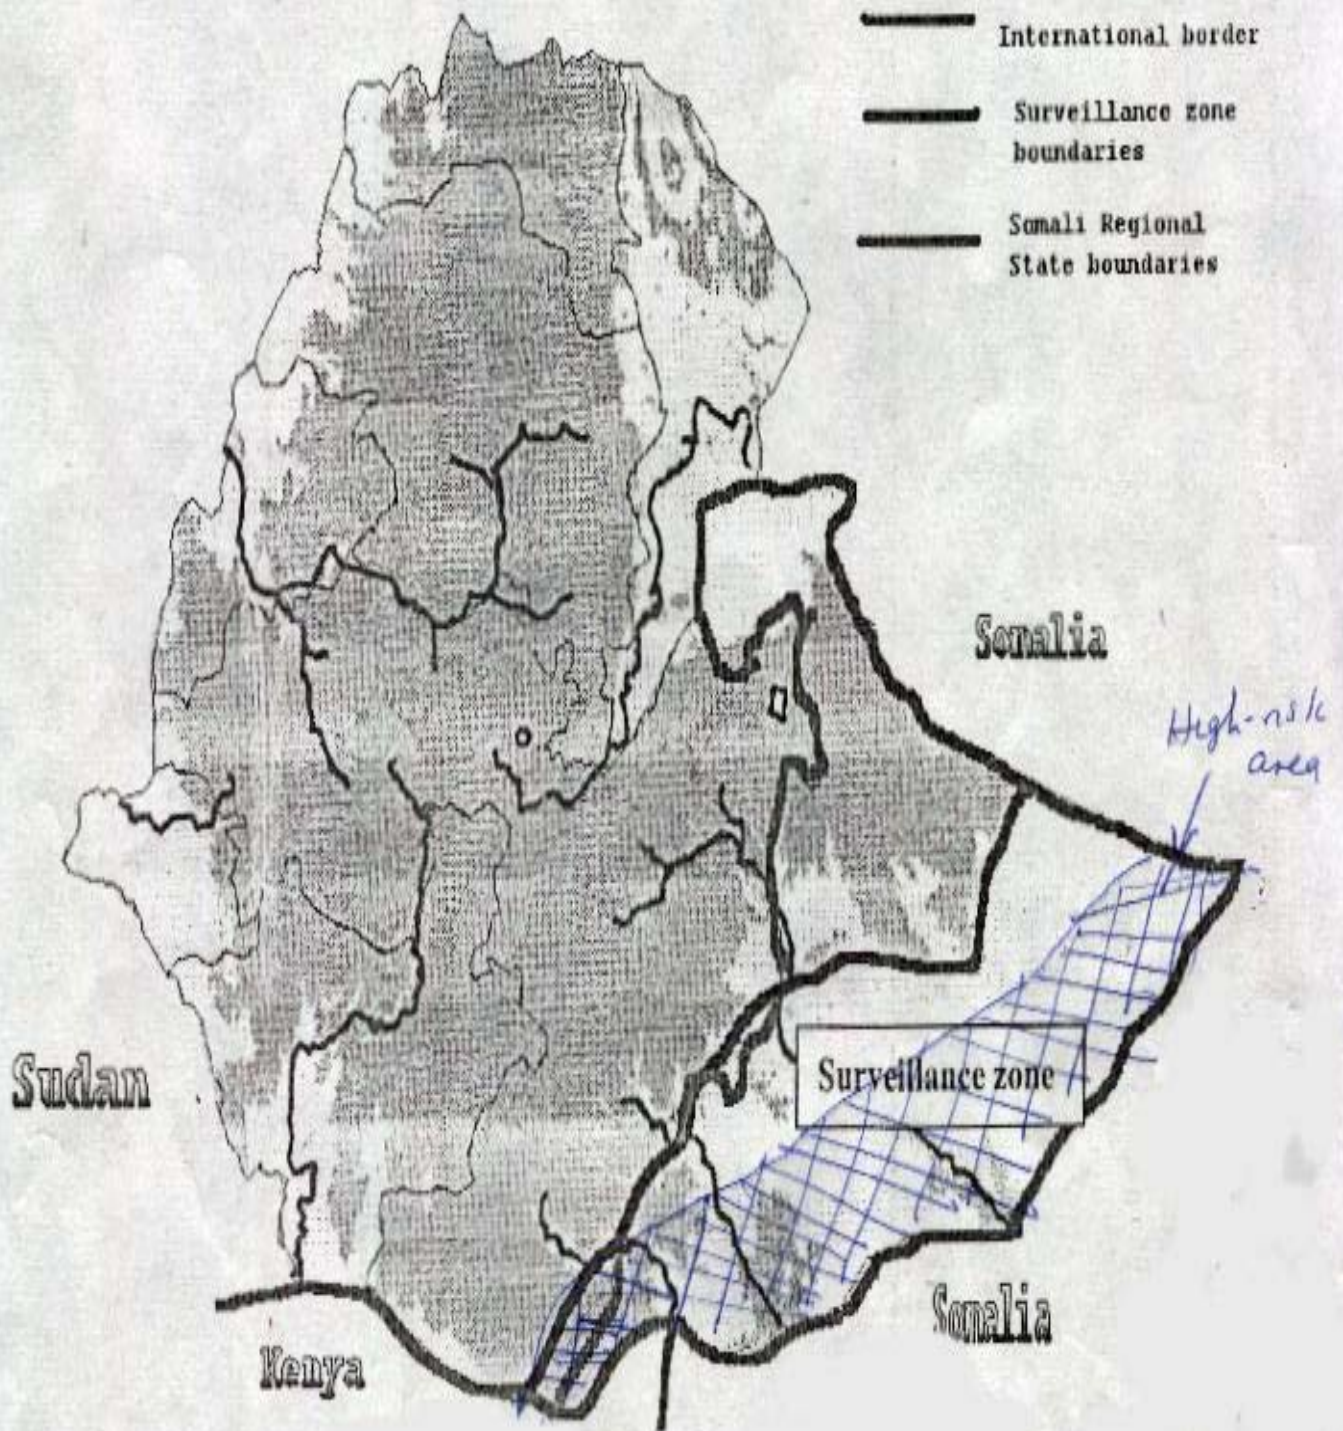 International border
Surveillance zone
boundaries
Somali Regional
State boundaries
Somalia
High-risk
area
Sudan
Surveillance zone
Somalia
Kenya